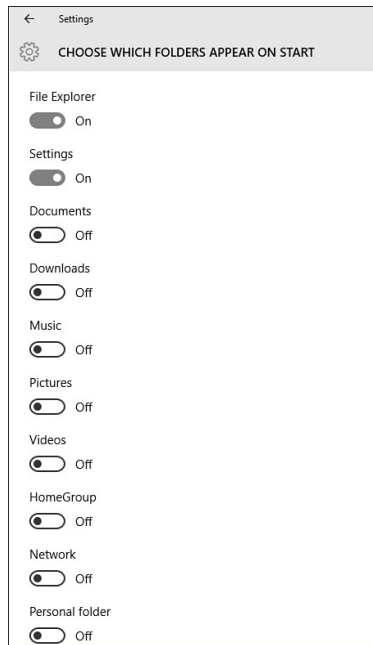 Settings
CHOOSE WHICH FOLDERS APPEAR ON START
File Explorer
On
Settings
On
Documents
Off
Downloads
Off
Music
Off
Pictures
Off
Videos
Off
HomeGroup
Off
Network
Off
Personal folder
Off